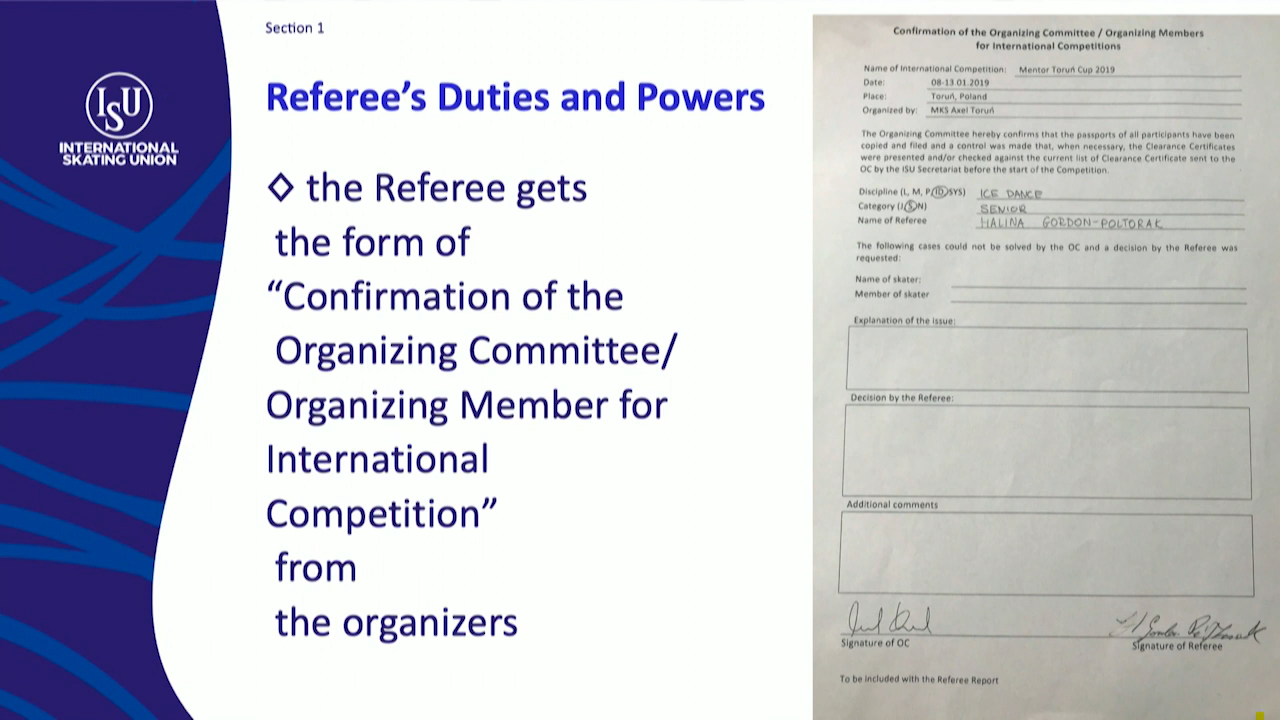 Section 1
ISU
INTERNATIONAL
SKATING UNION
Referee's Duties and Powers
◇ the Referee gets
the form of
“Confirmation of the
Organizing Committee/
Organizing Member for
International
Competition”
from
the organizers
Confirmation of the Organizing Committee / Organizing Members
for International Competitions
Name of International Competition: Mentor Toruń Cup 2019
Date: 08-13.01.2019
Place: Toruń, Poland
Organized by: MKS Axel Toruń
The Organizing Committee hereby confirms that the passports of all participants have been
copied and filed and a control was made that, when necessary, the Clearance Certificates
were presented and/or checked against the current list of Clearance Certificate sent to the
OC by the ISU Secretariat before the start of the Competition.
Discipline (L, M, P, ID, SYS) ICE DANCE
Category (J, S, N) SENIOR
Name of Referee HALINA GORDON-POLTORAK
The following cases could not be solved by the OC and a decision by the Referee was
requested:
Name of skater:
Member of skater
Explanation of the issue:
Decision by the Referee:
Additional comments
Signature of OC
Signature of Referee
To be included with the Referee Report